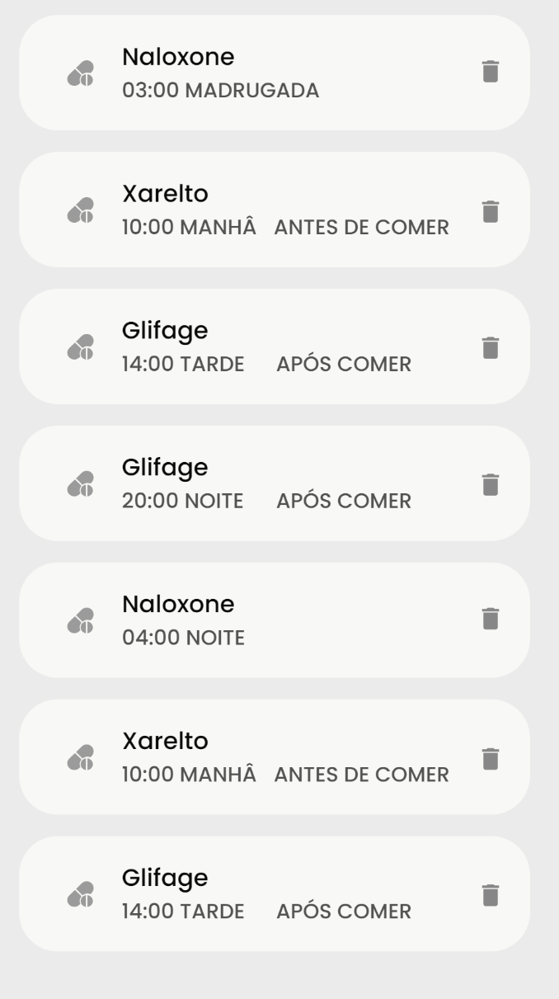 Naloxone
03:00 MADRUGADA
Xarelto
10:00 MANHÂ ANTES DE COMER
Glifage
14:00 TARDE APÓS COMER
Glifage
20:00 NOITE APÓS COMER
Naloxone
04:00 NOITE
Xarelto
10:00 MANHÂ ANTES DE COMER
Glifage
14:00 TARDE APÓS COMER